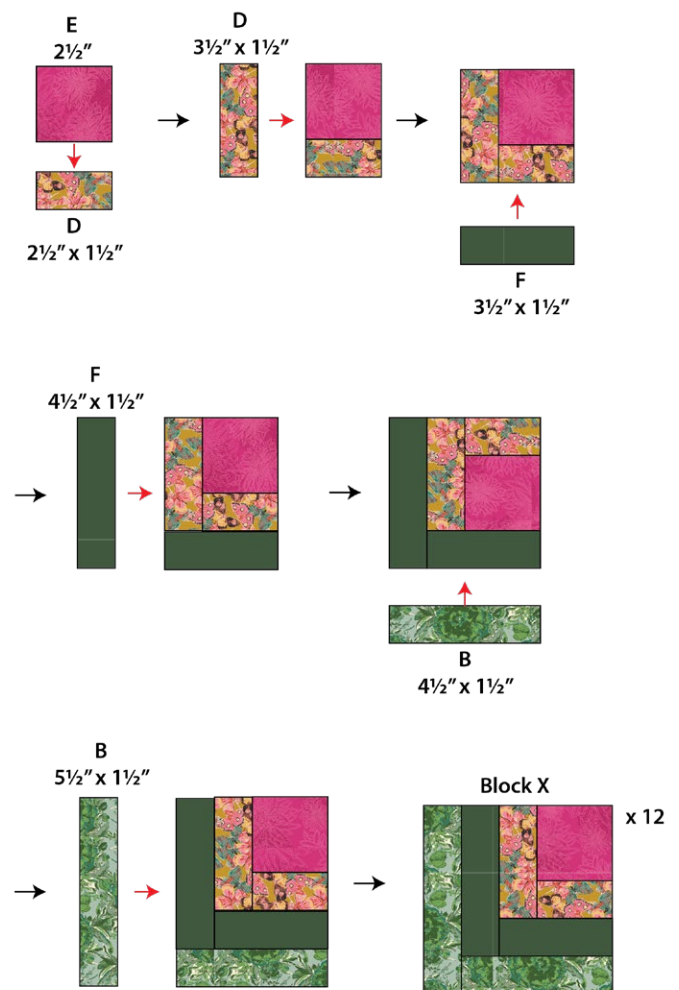 E
2½”
D
3½” x 1½”
D
2½” x 1½”
F
3½” x 1½”
F
4½” x 1½”
B
4½” x 1½”
B
5½” x 1½”
Block X
x 12